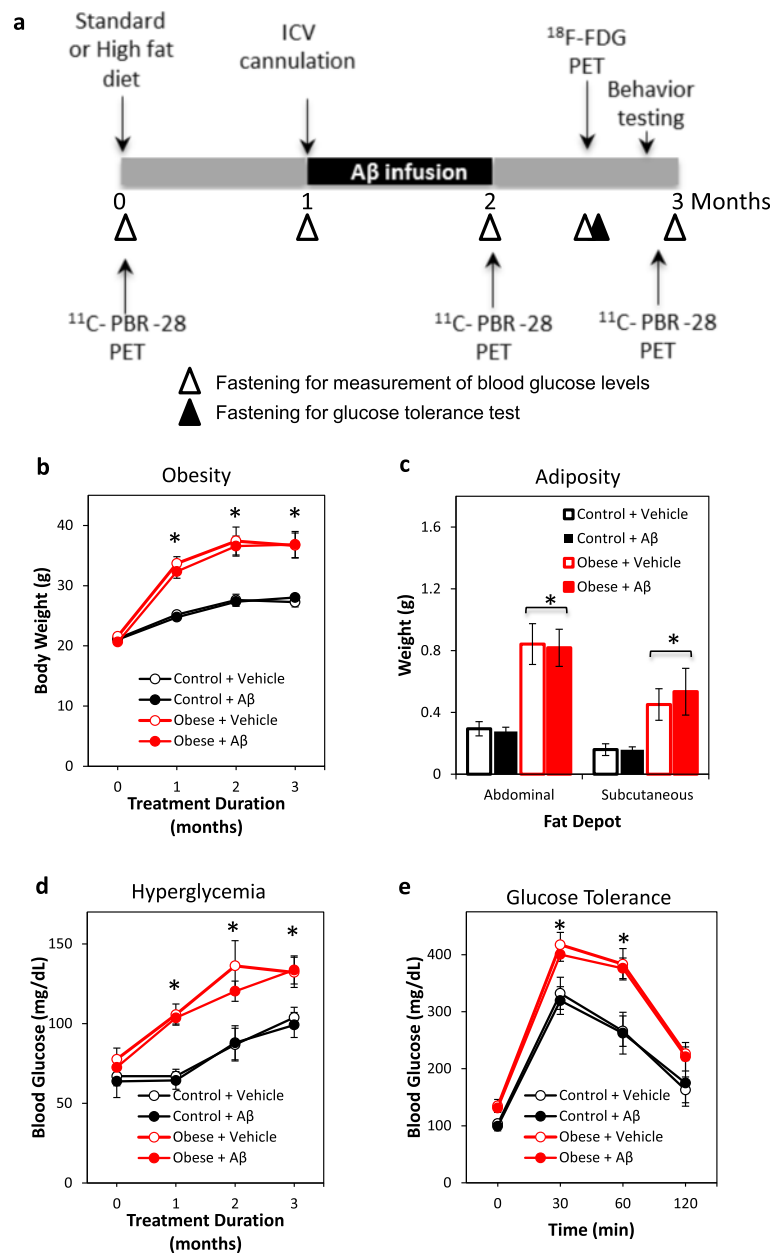 a
Standard
or High fat
diet
ICV
cannulation
18F-FDG
PET
Behavior
testing
Aβ infusion
0
1
2
3 Months
11C- PBR -28
PET
11C- PBR -28
PET
11C- PBR -28
PET
Fastening for measurement of blood glucose levels
Fastening for glucose tolerance test
b
Obesity
Body Weight (g)
40
30
20
10
0
*
*
*
Control + Vehicle
Control + Aβ
Obese + Vehicle
Obese + Aβ
0 1 2 3
Treatment Duration
(months)
c
Adiposity
Weight (g)
1.6
1.2
0.8
0.4
0
Control + Vehicle
Control + Aβ
Obese + Vehicle
Obese + Aβ
*
*
Abdominal Subcutaneous
Fat Depot
d
Hyperglycemia
Blood Glucose (mg/dL)
150
100
50
0
*
*
*
Control + Vehicle
Control + Aβ
Obese + Vehicle
Obese + Aβ
0 1 2 3
Treatment Duration
(months)
e
Glucose Tolerance
Blood Glucose (mg/dL)
400
300
200
100
0
*
*
Control + Vehicle
Control + Aβ
Obese + Vehicle
Obese + Aβ
0 30 60 120
Time (min)